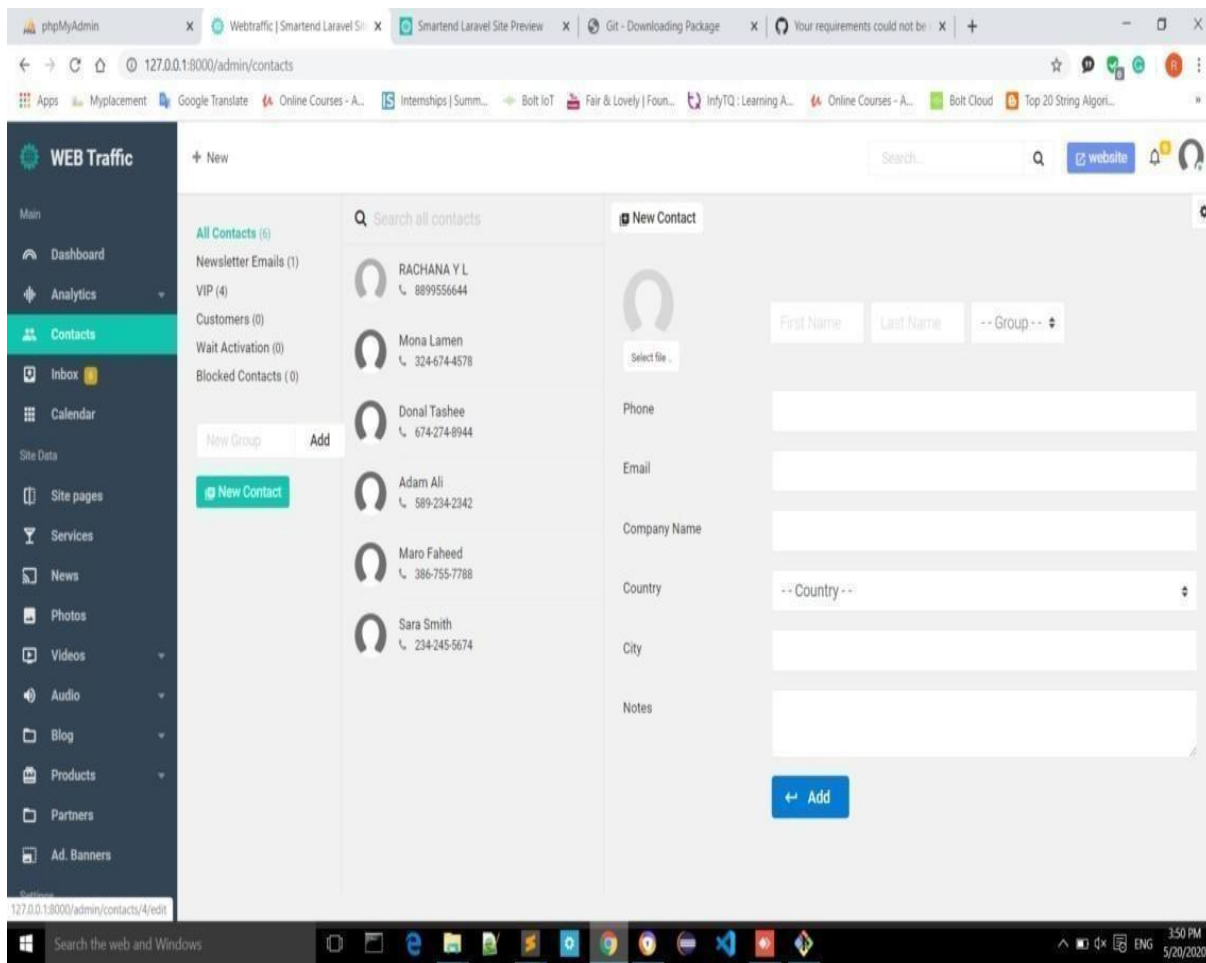 phpMyAdmin
Webtraffic | Smartend Laravel Sit
Smartend Laravel Site Preview
Git - Downloading Package
Your requirements could not be
127.0.0.1:8000/admin/contacts
Apps
Myplacement
Google Translate
Online Courses - A...
Internships | Summ...
Bolt IoT
Fair & Lovely | Foun...
InfyTQ : Learning A...
Online Courses - A...
Bolt Cloud
Top 20 String Algori...
WEB Traffic
+ New
Search...
website
Main
Dashboard
Analytics
Contacts
Inbox
Calendar
Site Data
Site pages
Services
News
Photos
Videos
Audio
Blog
Products
Partners
Ad. Banners
Settings
127.0.0.1:8000/admin/contacts/4/edit
All Contacts (6)
Newsletter Emails (1)
VIP (4)
Customers (0)
Wait Activation (0)
Blocked Contacts (0)
New Group
Add
New Contact
Search all contacts
RACHANA Y L
8899556644
Mona Lamen
324-674-4578
Donal Tashee
674-274-8944
Adam Ali
589-234-2342
Maro Faheed
386-755-7788
Sara Smith
234-245-5674
New Contact
Select file ..
First Name
Last Name
- - Group - -
Phone
Email
Company Name
Country
- - Country - -
City
Notes
Add
Search the web and Windows
ENG
3:50 PM
5/20/2020